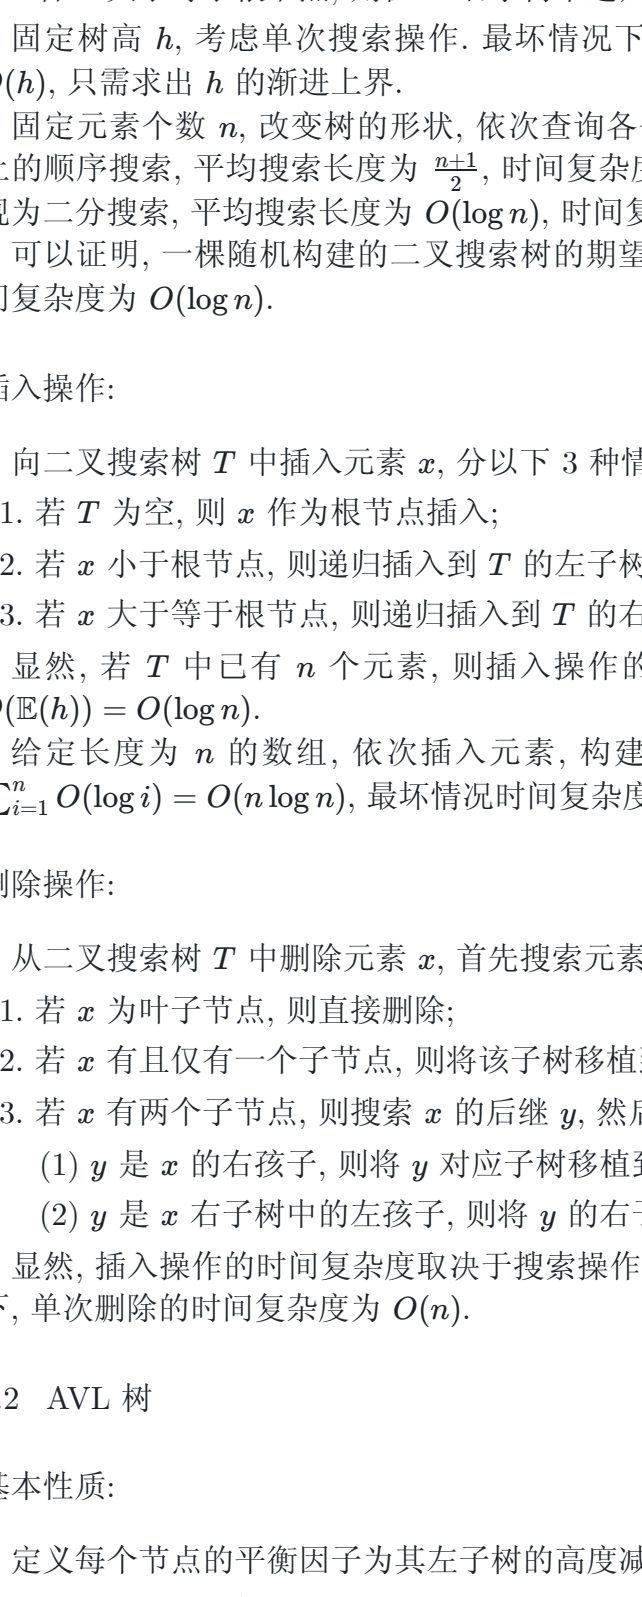 固定树高 h, 考虑单次搜索操作. 最坏情况下
(h), 只需求出 h 的渐进上界.
固定元素个数 n, 改变树的形状, 依次查询各
的顺序搜索, 平均搜索长度为 \frac{n+1}{2}, 时间复杂度
为二分搜索, 平均搜索长度为 O(log n), 时间复
可以证明, 一棵随机构建的二叉搜索树的期望
复杂度为 O(log n).
插入操作:
向二叉搜索树 T 中插入元素 x, 分以下 3 种情
1. 若 T 为空, 则 x 作为根节点插入;
2. 若 x 小于根节点, 则递归插入到 T 的左子树
3. 若 x 大于等于根节点, 则递归插入到 T 的右
显然, 若 T 中已有 n 个元素, 则插入操作的
(𝔼(h)) = O(log n).
给定长度为 n 的数组, 依次插入元素, 构建
∑_{i=1}^{n} O(log i) = O(n log n), 最坏情况时间复杂度
删除操作:
从二叉搜索树 T 中删除元素 x, 首先搜索元素
1. 若 x 为叶子节点, 则直接删除;
2. 若 x 有且仅有一个子节点, 则将该子树移植
3. 若 x 有两个子节点, 则搜索 x 的后继 y, 然后
(1) y 是 x 的右孩子, 则将 y 对应子树移植到
(2) y 是 x 右子树中的左孩子, 则将 y 的右子
显然, 插入操作的时间复杂度取决于搜索操作
下, 单次删除的时间复杂度为 O(n).
.2 AVL 树
基本性质:
定义每个节点的平衡因子为其左子树的高度减